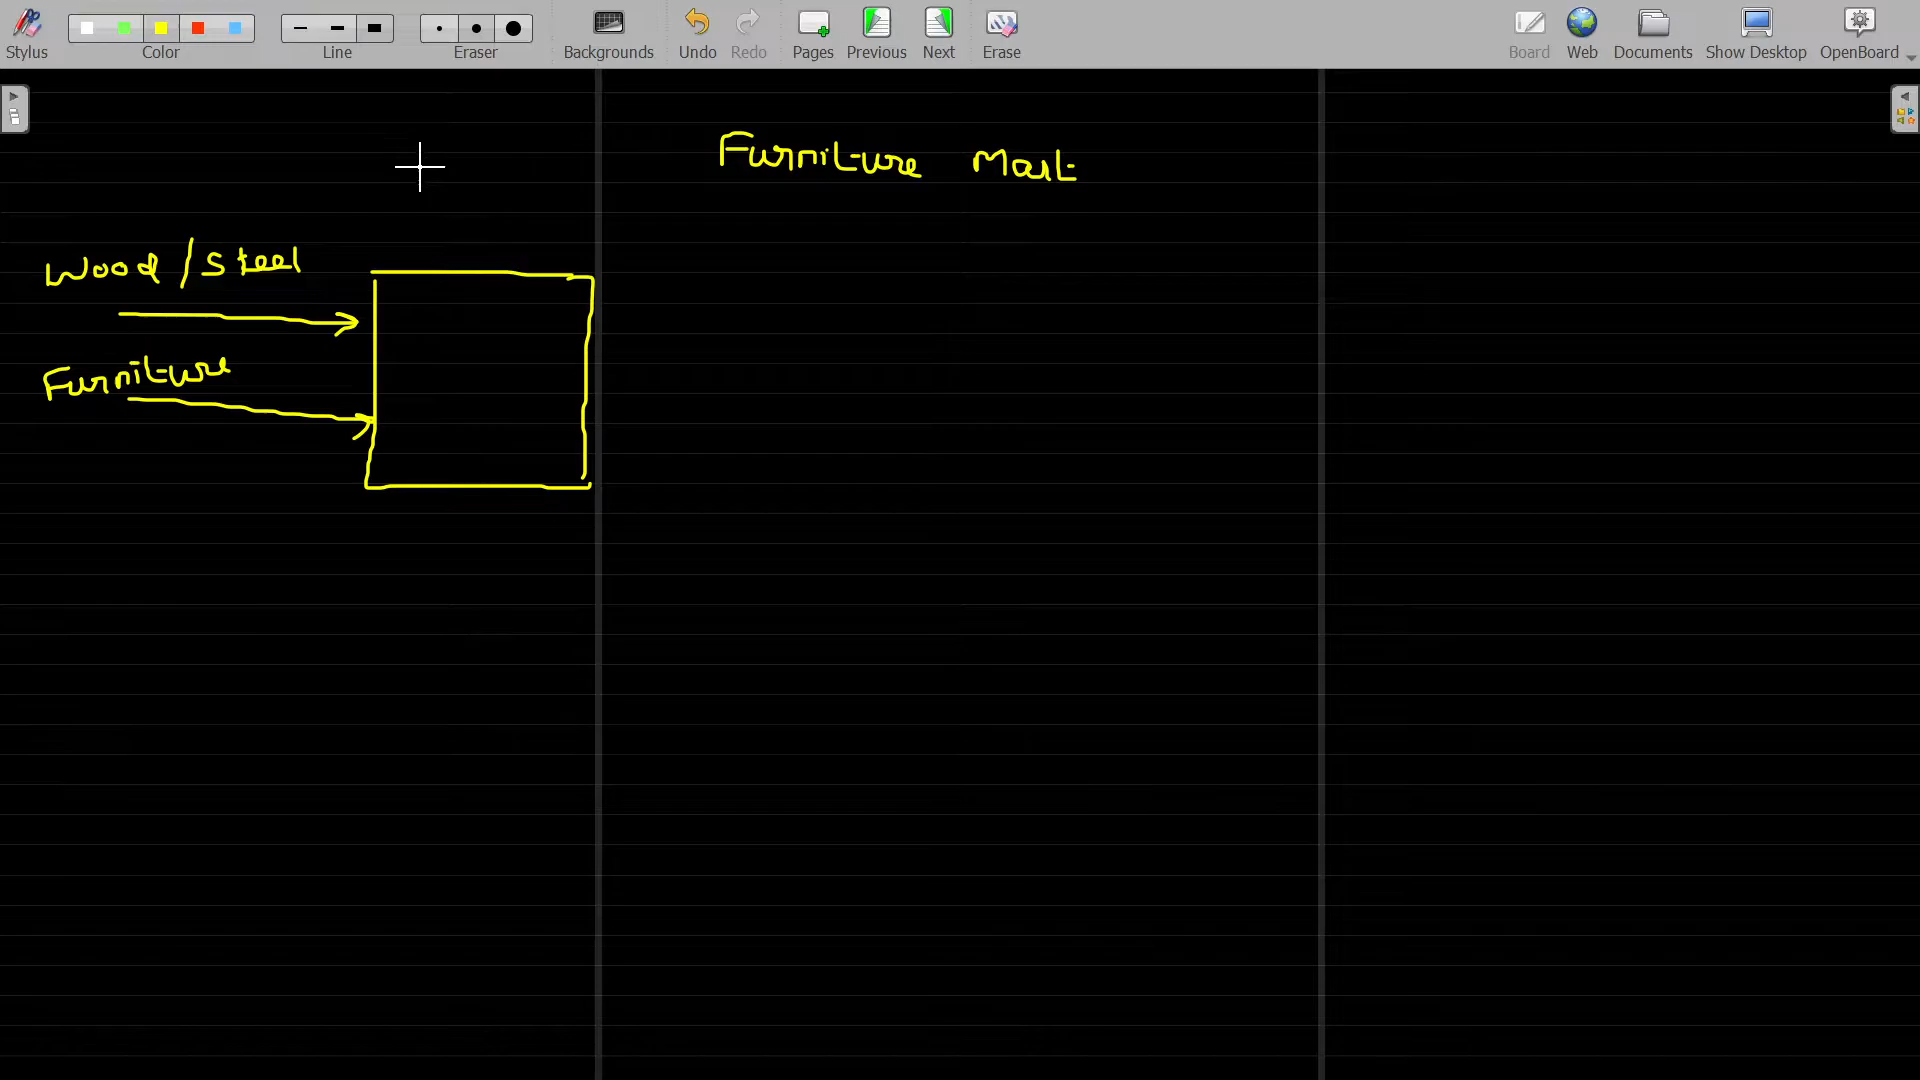 Stylus Color Line Eraser Backgrounds Undo Redo Pages Previous Next Erase Board Web Documents Show Desktop OpenBoard
Furniture Mart
Wood/Steel
Furniture